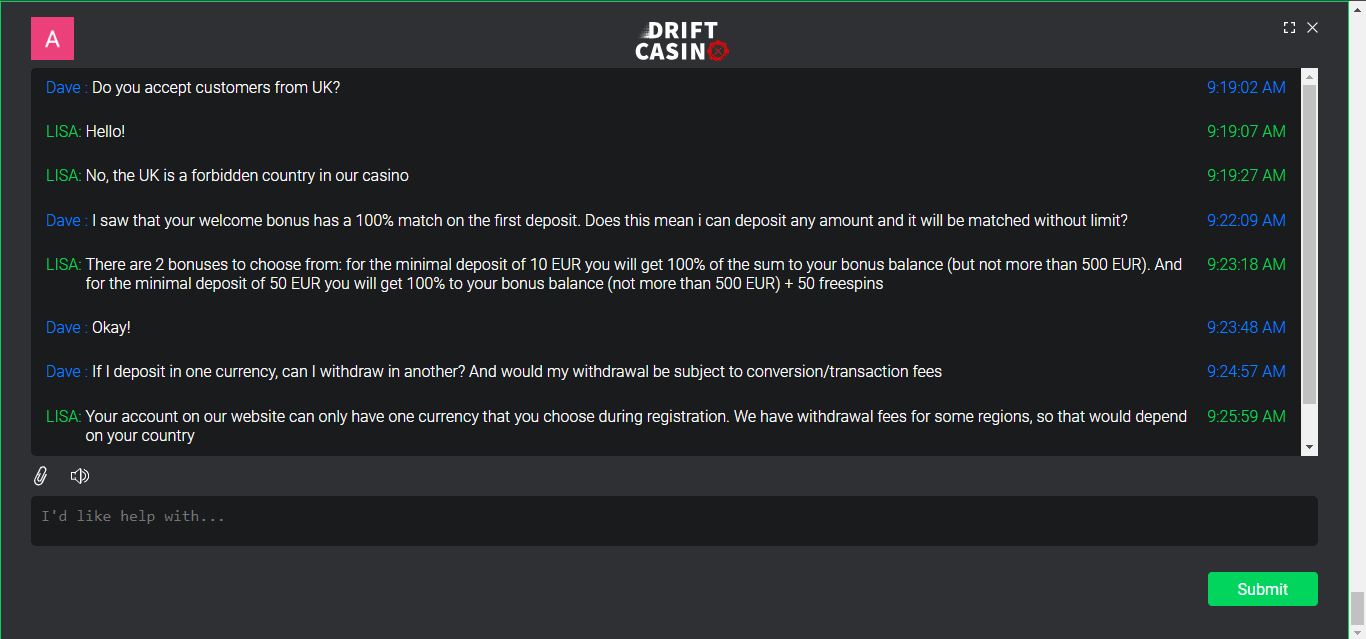 A
DRIFT
CASINO
Dave : Do you accept customers from UK? 9:19:02 AM
LISA: Hello! 9:19:07 AM
LISA: No, the UK is a forbidden country in our casino 9:19:27 AM
Dave : I saw that your welcome bonus has a 100% match on the first deposit. Does this mean i can deposit any amount and it will be matched without limit? 9:22:09 AM
LISA: There are 2 bonuses to choose from: for the minimal deposit of 10 EUR you will get 100% of the sum to your bonus balance (but not more than 500 EUR). And 9:23:18 AM
for the minimal deposit of 50 EUR you will get 100% to your bonus balance (not more than 500 EUR) + 50 freespins
Dave : Okay! 9:23:48 AM
Dave : If I deposit in one currency, can I withdraw in another? And would my withdrawal be subject to conversion/transaction fees 9:24:57 AM
LISA: Your account on our website can only have one currency that you choose during registration. We have withdrawal fees for some regions, so that would depend 9:25:59 AM
on your country
I'd like help with...
Submit